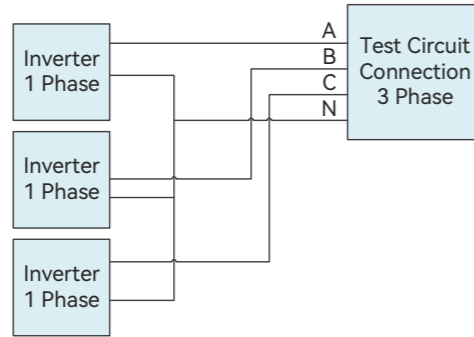 Inverter
1 Phase
Inverter
1 Phase
Inverter
1 Phase
A
B
C
N
Test Circuit
Connection
3 Phase